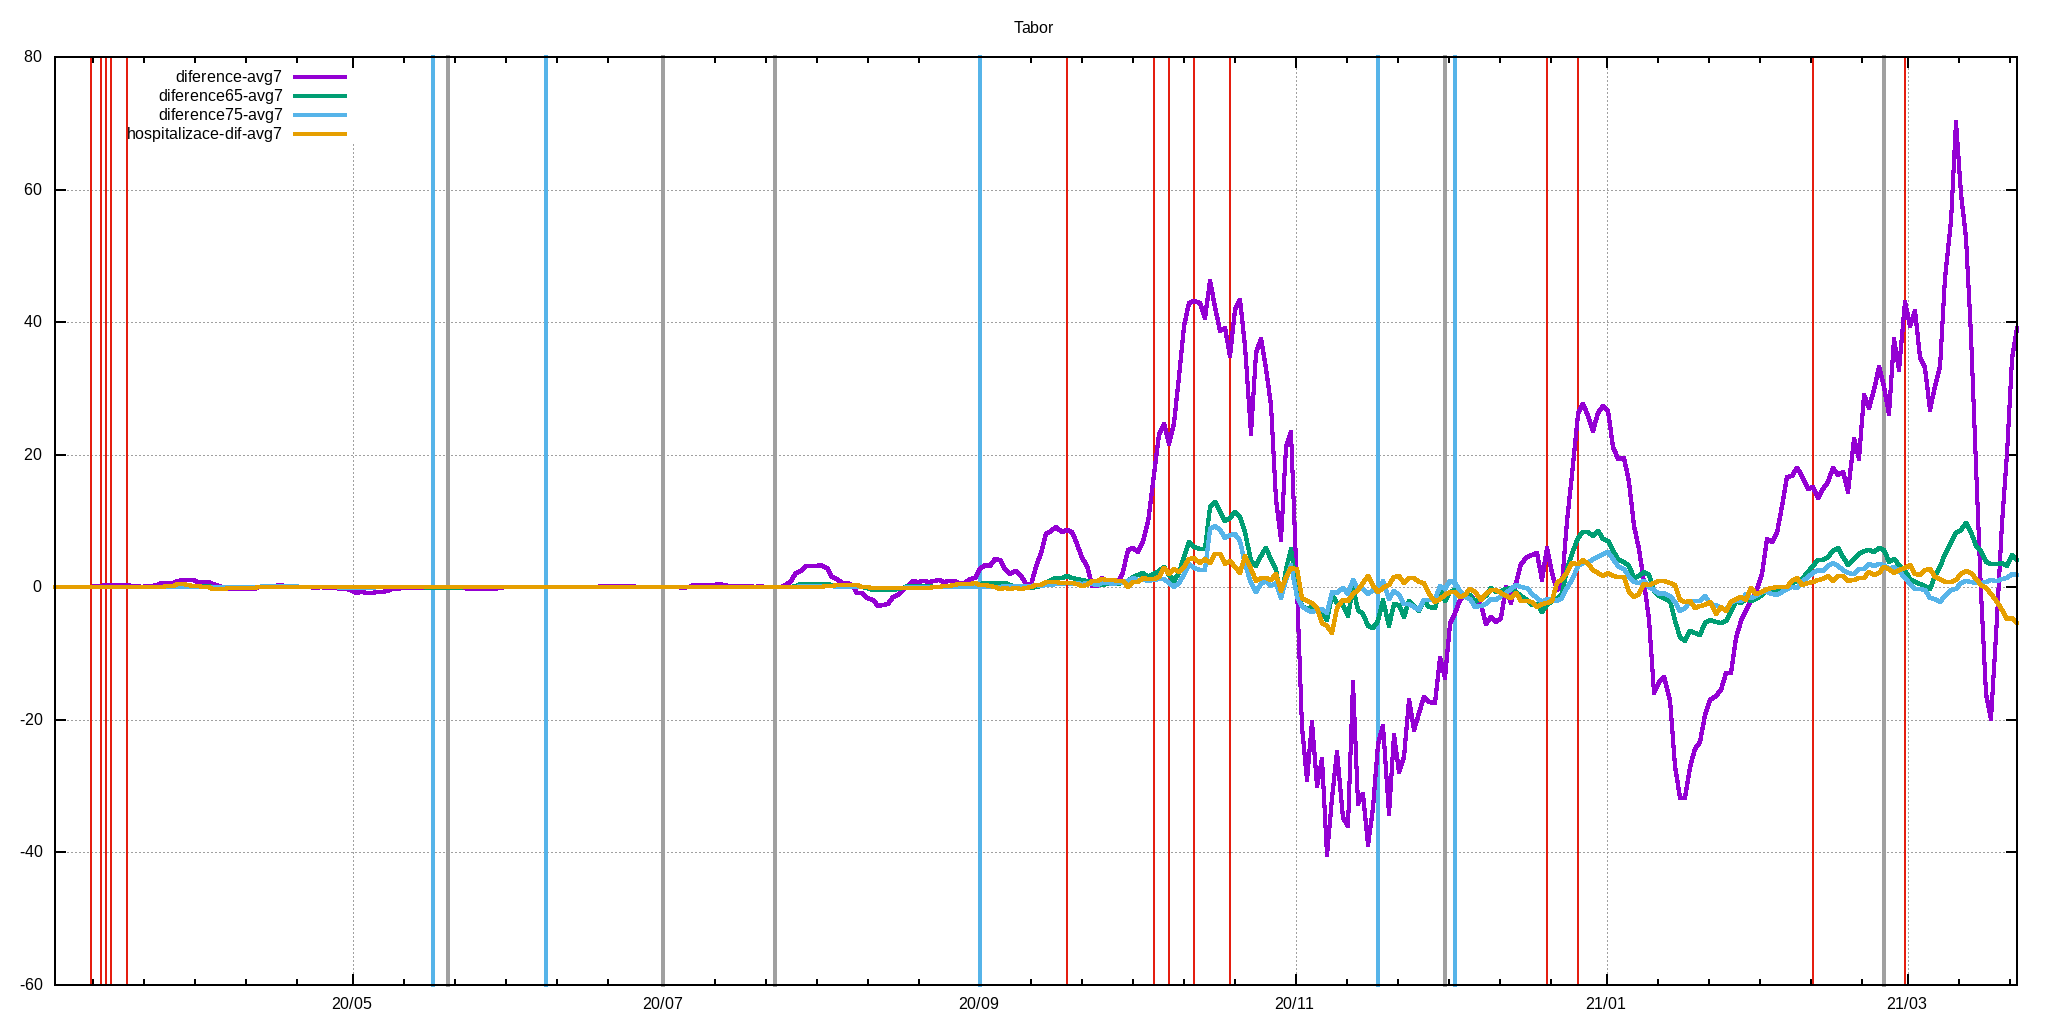 Tabor
80
diference-avg7
diference65-avg7
diference75-avg7
hospitalizace-dif-avg7
60
40
20
0
-20
-40
-60
20/05
20/07
20/09
20/11
21/01
21/03